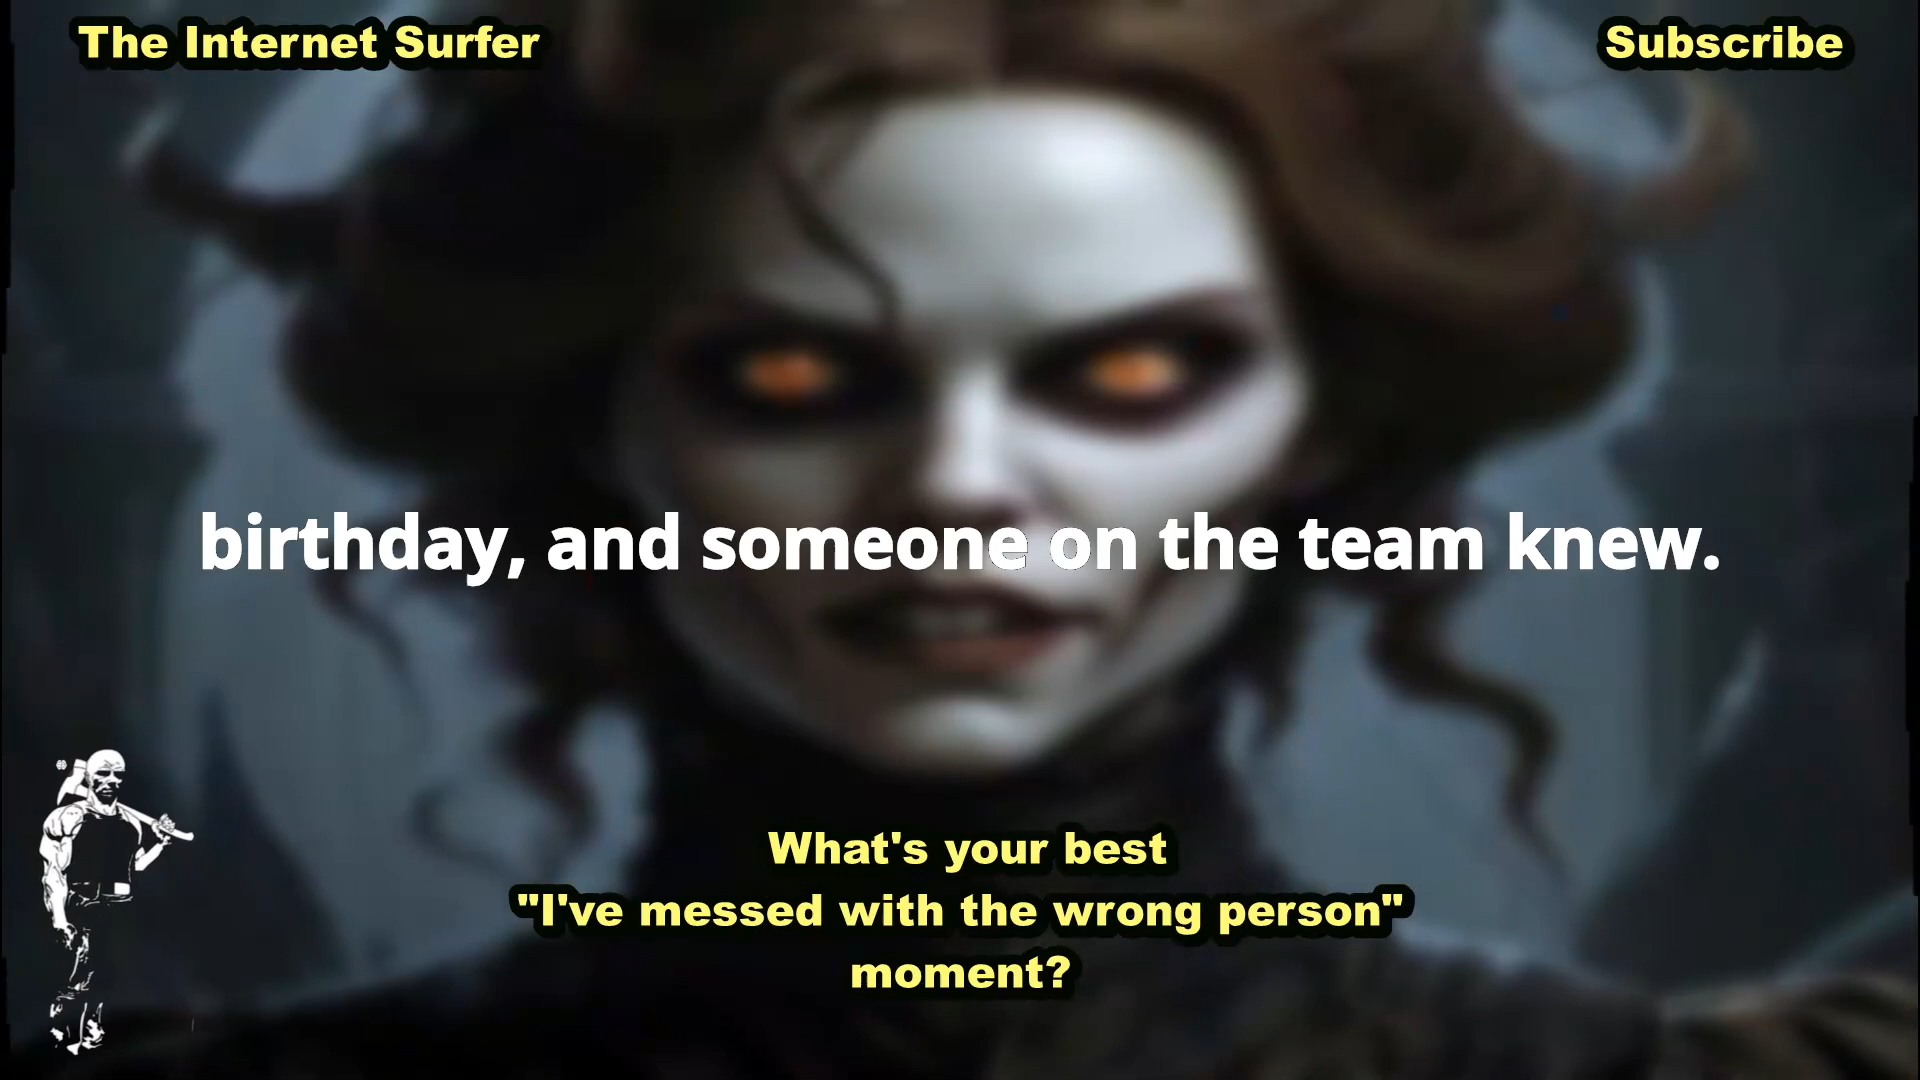 The Internet Surfer
Subscribe
birthday, and someone on the team knew.
What's your best
"I've messed with the wrong person"
moment?